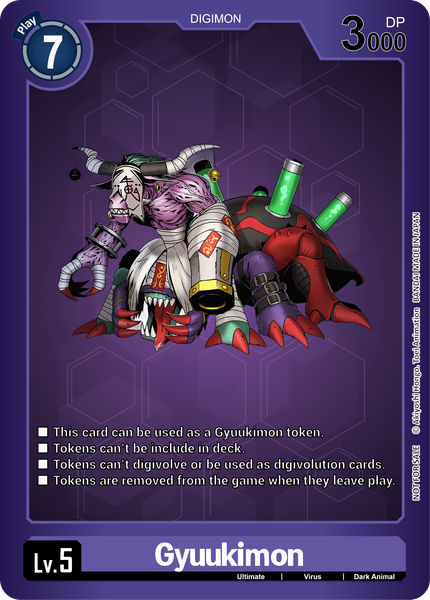 Play
DIGIMON
DP
7
3000
■ This card can be used as a Gyuukimon token.
■ Tokens can't be include in deck.
■ Tokens can't digivolve or be used as digivolution cards.
■ Tokens are removed from the game when they leave play.
NOT FOR SALE © Akiyoshi Hongo, Toei Animation BANDAI MADE IN JAPAN
Lv.5
Gyuukimon
Ultimate | Virus | Dark Animal